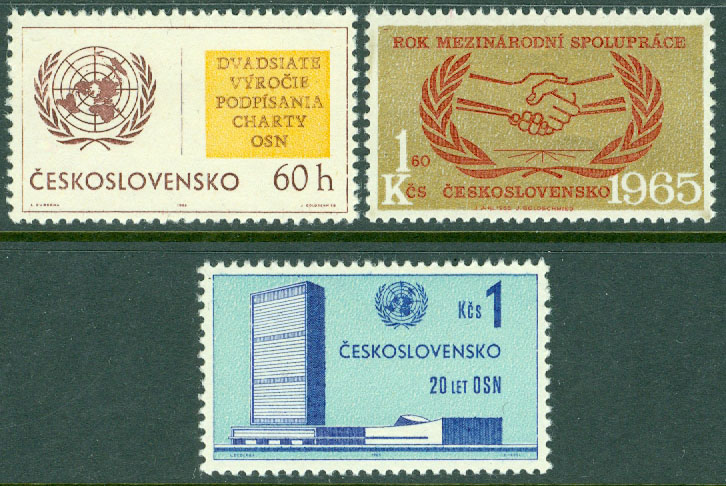 DVADSIATE
VÝROČIE
PODPÍSANIA
CHARTY
OSN
ČESKOSLOVENSKO 60 h
ROK MEZINÁRODNÍ SPOLUPRÁCE
1 60
Kčs ČESKOSLOVENSKO 1965
Kčs 1
ČESKOSLOVENSKO
20 LET OSN